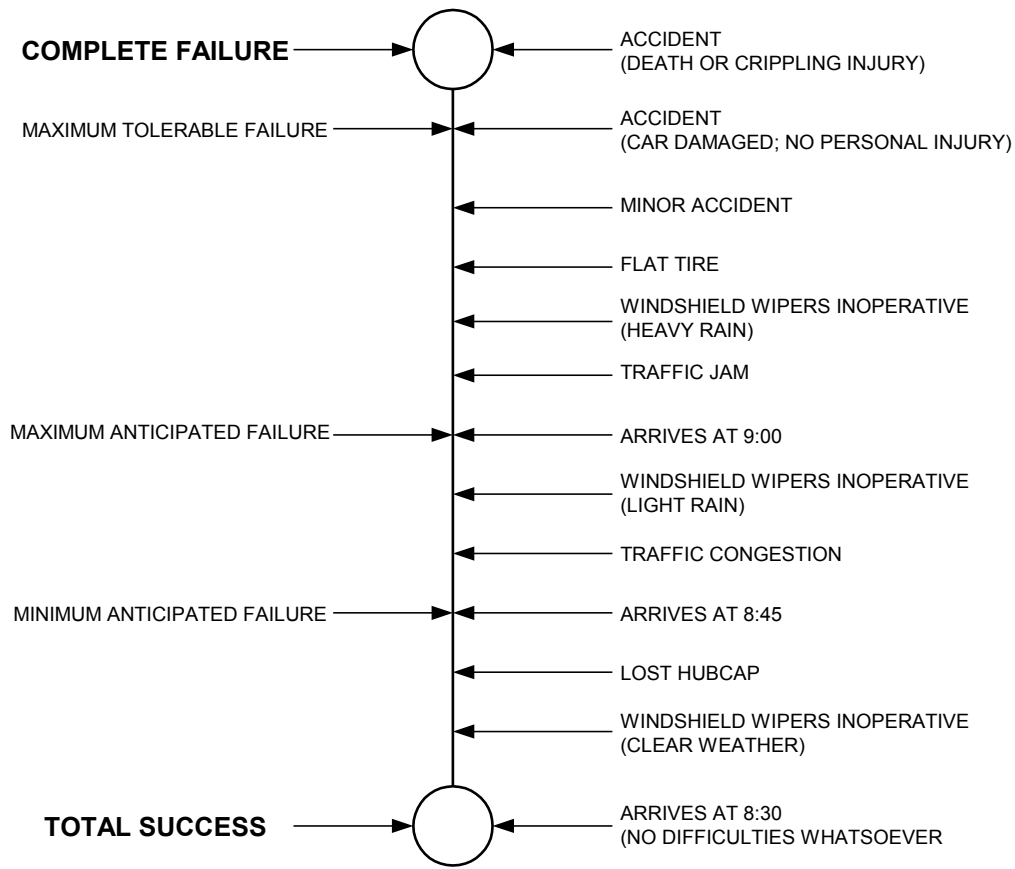 COMPLETE FAILURE
ACCIDENT
(DEATH OR CRIPPLING INJURY)
MAXIMUM TOLERABLE FAILURE
ACCIDENT
(CAR DAMAGED; NO PERSONAL INJURY)
MINOR ACCIDENT
FLAT TIRE
WINDSHIELD WIPERS INOPERATIVE
(HEAVY RAIN)
TRAFFIC JAM
MAXIMUM ANTICIPATED FAILURE
ARRIVES AT 9:00
WINDSHIELD WIPERS INOPERATIVE
(LIGHT RAIN)
TRAFFIC CONGESTION
MINIMUM ANTICIPATED FAILURE
ARRIVES AT 8:45
LOST HUBCAP
WINDSHIELD WIPERS INOPERATIVE
(CLEAR WEATHER)
TOTAL SUCCESS
ARRIVES AT 8:30
(NO DIFFICULTIES WHATSOEVER